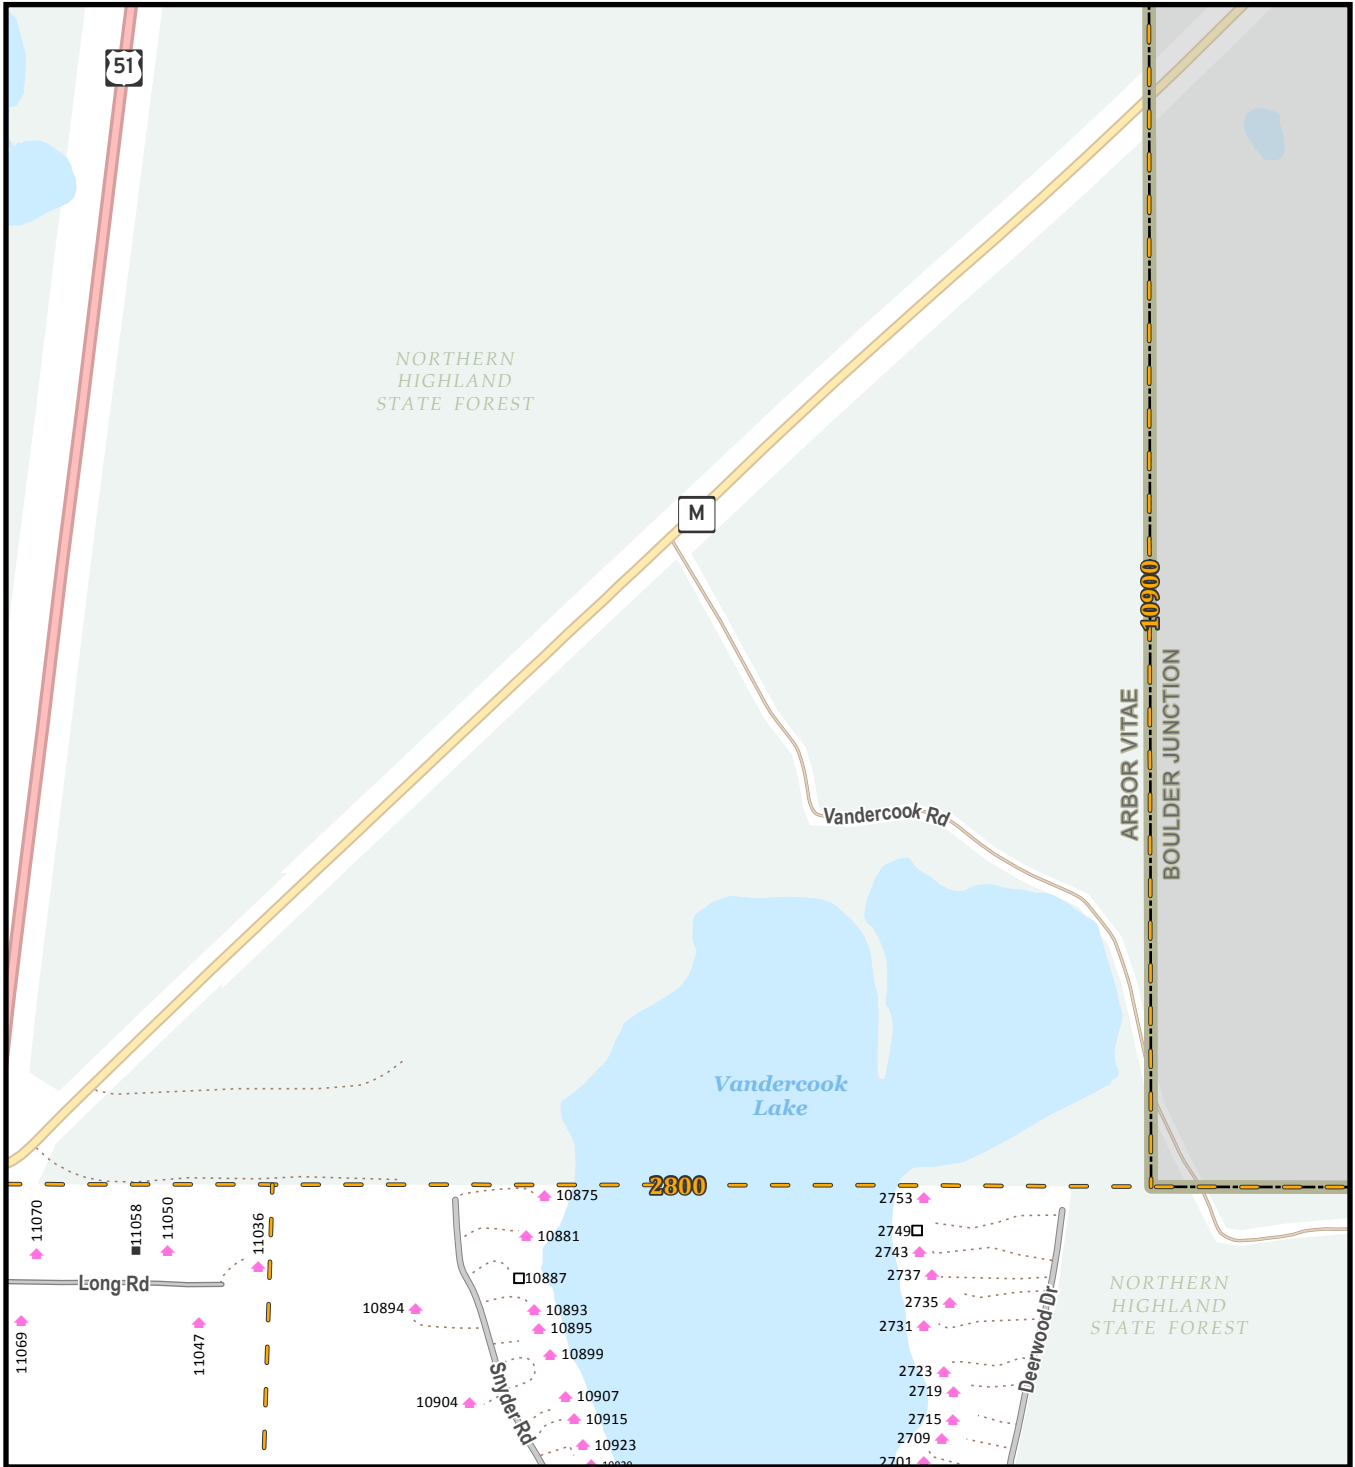 51
NORTHERN
HIGHLAND
STATE FOREST
M
10900
ARBOR VITAE
BOULDER JUNCTION
Vandercook Rd
Vandercook
Lake
2800
11070
11058
11050
11036
Long Rd
11069
11047
10875
10881
10887
10894
10893
10895
10899
10904
10907
10915
10923
Snyder Rd
2753
2749
2743
2737
2735
2731
2723
2719
2715
2709
2701
Deerwood Dr
NORTHERN
HIGHLAND
STATE FOREST